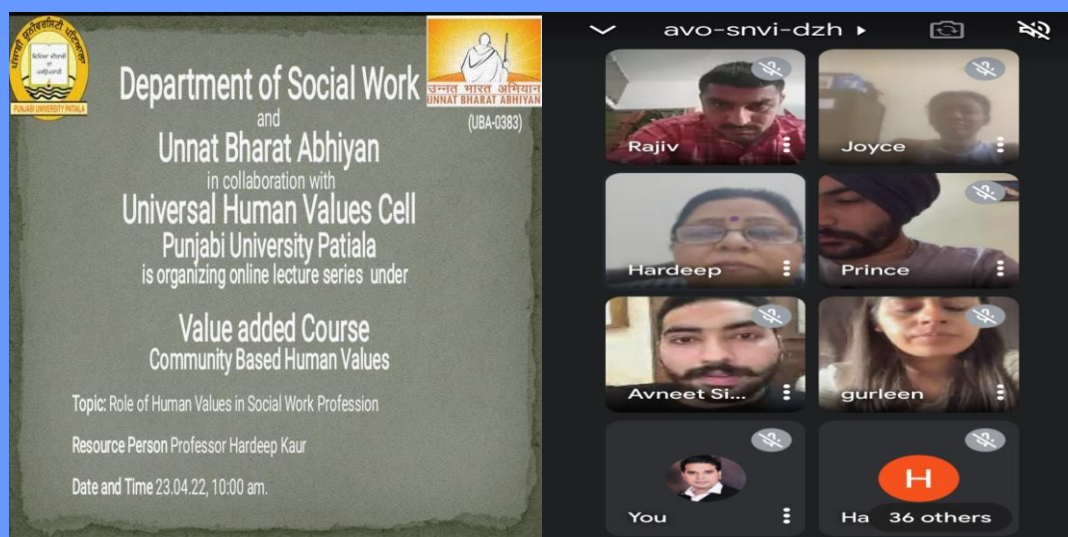 ਪੰਜਾਬੀ ਯੂਨੀਵਰਸਿਟੀ ਪਟਿਆਲਾ
ਵਿਦਿਆ ਵੀਚਾਰੀ
ਤਾਂ
ਪਰਉਪਕਾਰੀ
PUNJABI UNIVERSITY PATIALA
उन्नत भारत अभियान
UNNAT BHARAT ABHIYAN
(UBA-0383)
Department of Social Work
and
Unnat Bharat Abhiyan
in collaboration with
Universal Human Values Cell
Punjabi University Patiala
is organizing online lecture series under
Value added Course
Community Based Human Values
Topic: Role of Human Values in Social Work Profession
Resource Person Professor Hardeep Kaur
Date and Time 23.04.22, 10:00 am.
avo-snvi-dzh
Rajiv
Joyce
Hardeep
Prince
Avneet Si...
gurleen
You
H
Ha
36 others